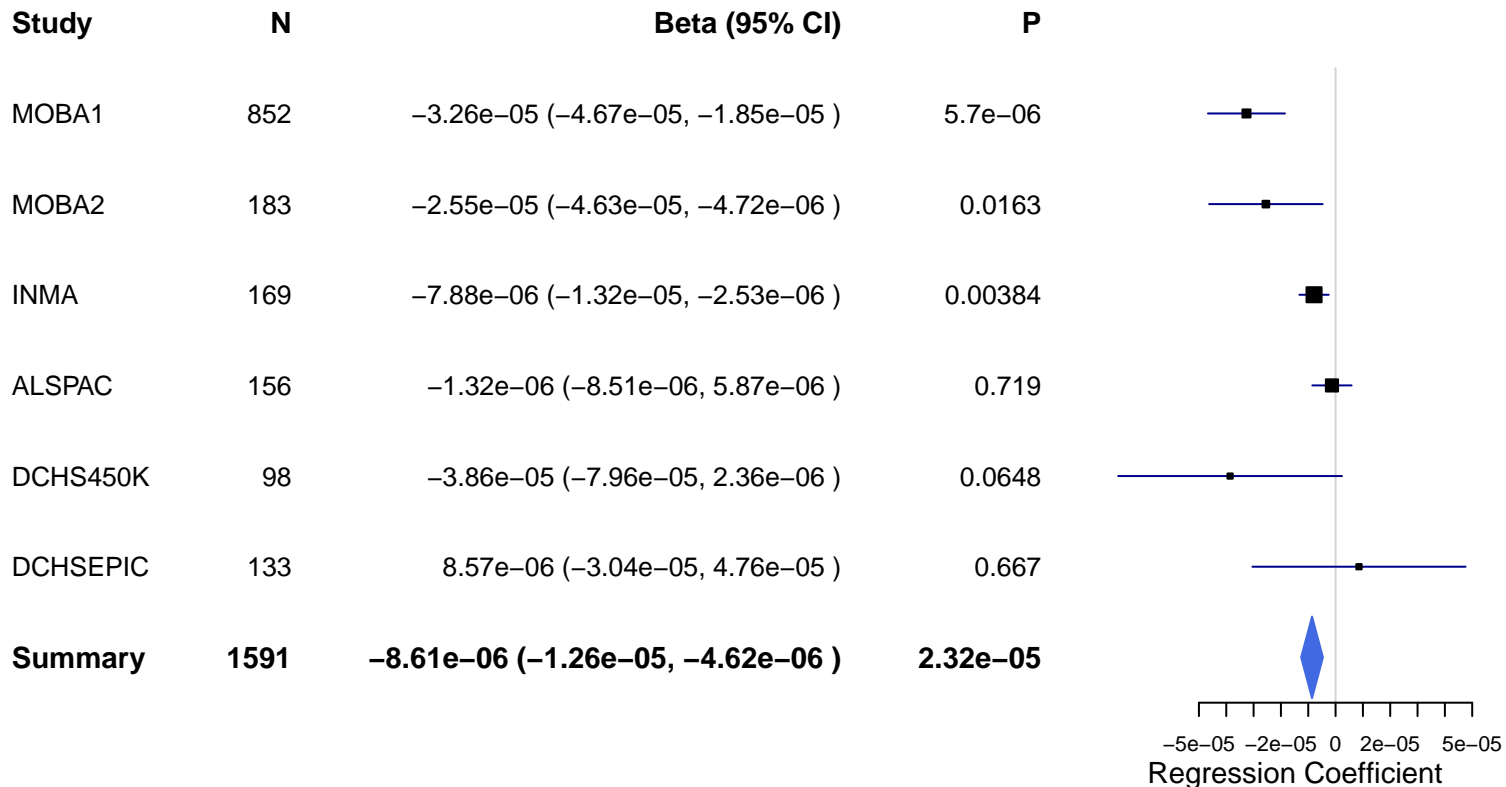 Study N Beta (95% CI) P
MOBA1 852 −3.26e−05 (−4.67e−05, −1.85e−05 ) 5.7e−06
MOBA2 183 −2.55e−05 (−4.63e−05, −4.72e−06 ) 0.0163
INMA 169 −7.88e−06 (−1.32e−05, −2.53e−06 ) 0.00384
ALSPAC 156 −1.32e−06 (−8.51e−06, 5.87e−06 ) 0.719
DCHS450K 98 −3.86e−05 (−7.96e−05, 2.36e−06 ) 0.0648
DCHSEPIC 133 8.57e−06 (−3.04e−05, 4.76e−05 ) 0.667
Summary 1591 −8.61e−06 (−1.26e−05, −4.62e−06 ) 2.32e−05
−5e−05 −2e−05 0 2e−05 5e−05
Regression Coefficient